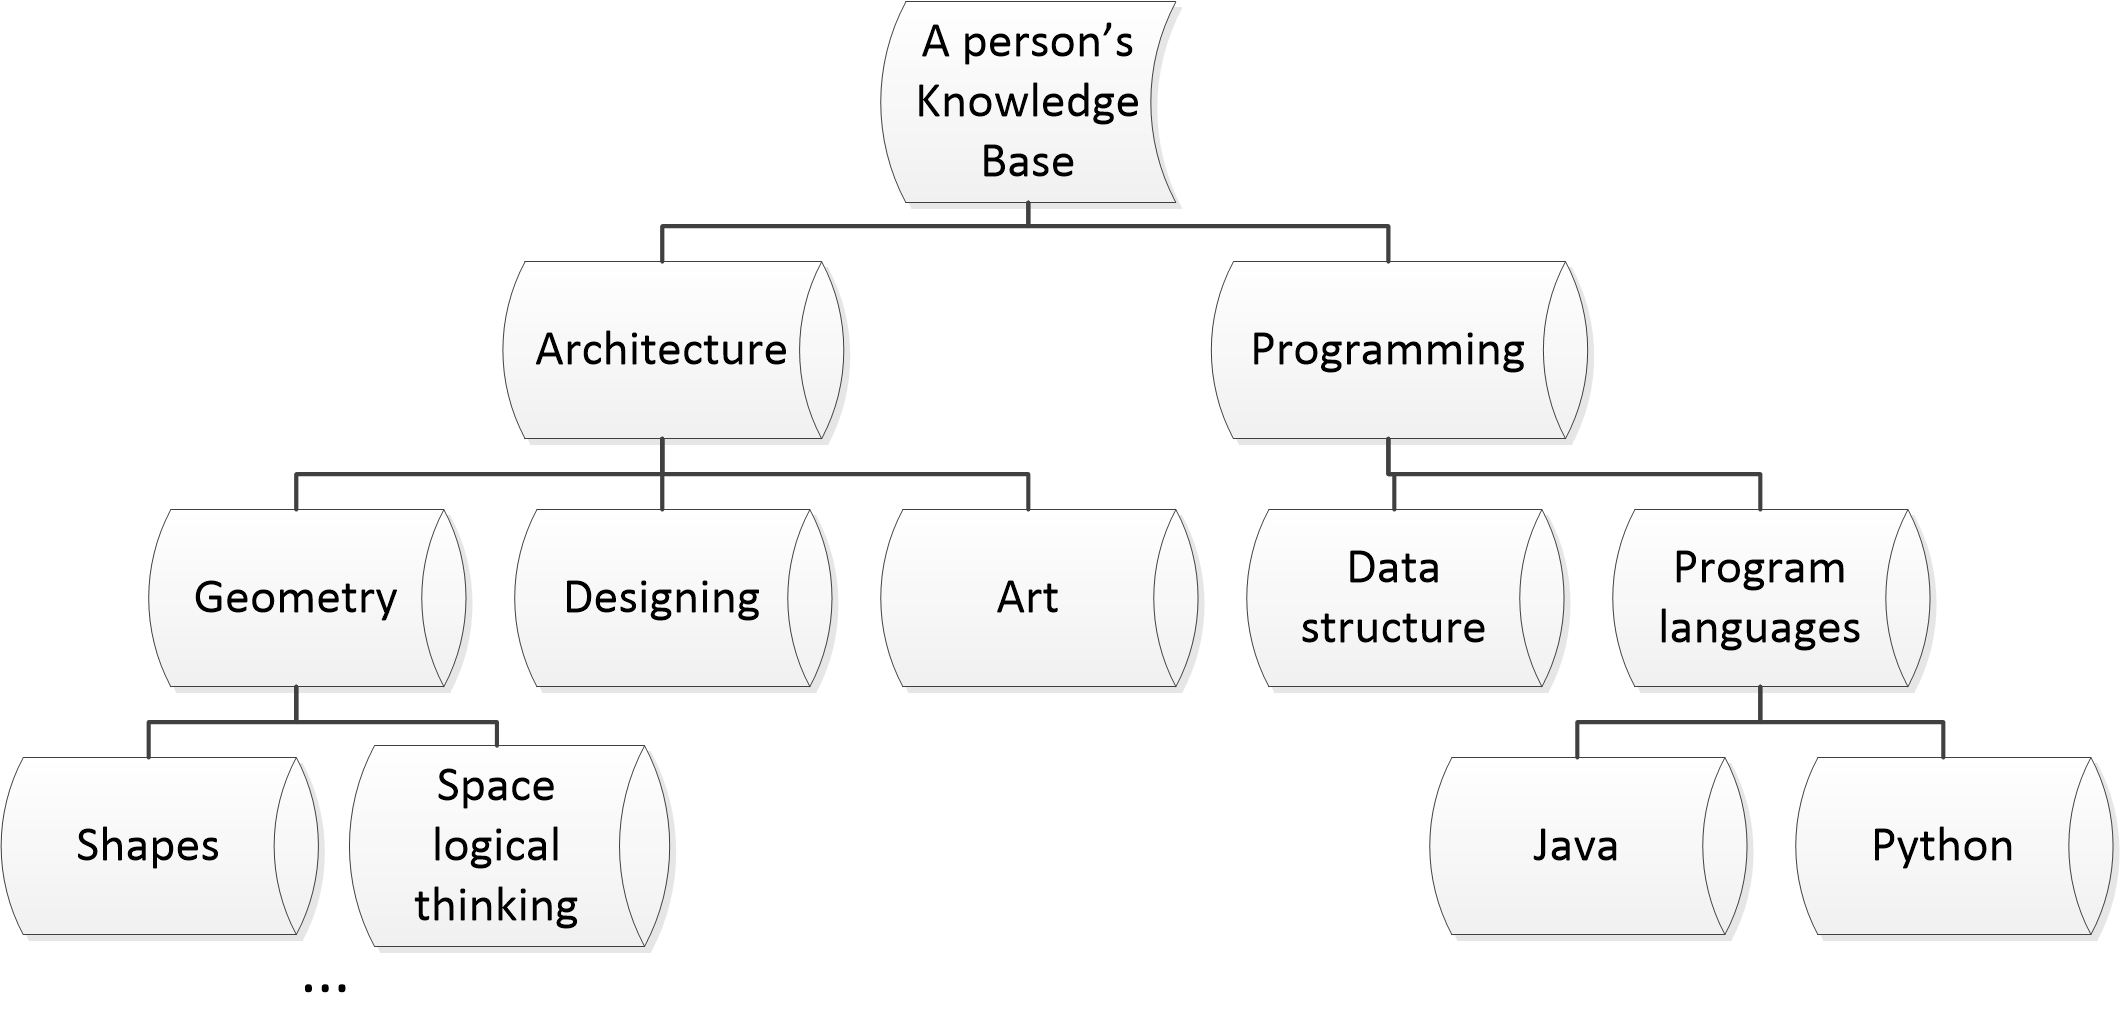 A person’s
Knowledge
Base
Architecture
Programming
Geometry
Designing
Art
Data
structure
Program
languages
Shapes
Space
logical
thinking
Java
Python
...